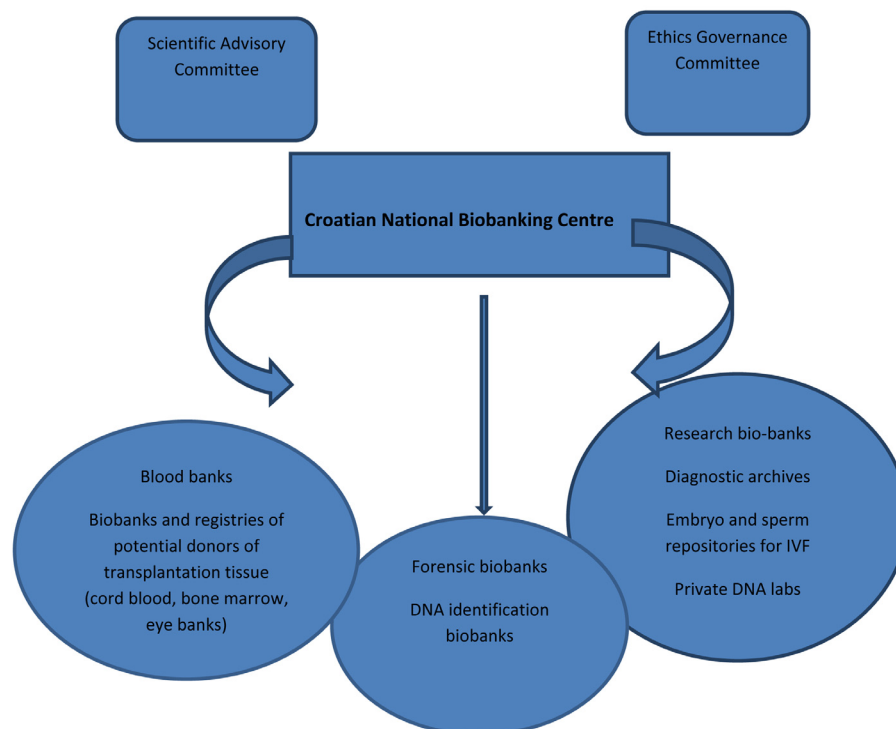 Scientific Advisory
Committee
Ethics Governance
Committee
Croatian National Biobanking Centre
Blood banks
Biobanks and registries of
potential donors of
transplantation tissue
(cord blood, bone marrow,
eye banks)
Forensic biobanks
DNA identification
biobanks
Research bio-banks
Diagnostic archives
Embryo and sperm
repositories for IVF
Private DNA labs